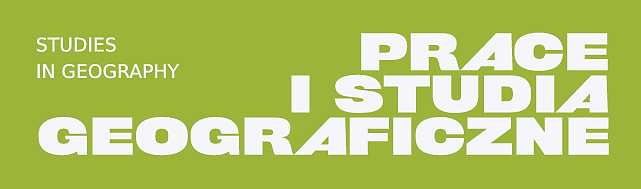 STUDIES
IN GEOGRAPHY
PRACE
I STUDIA
GEOGRAFICZNE